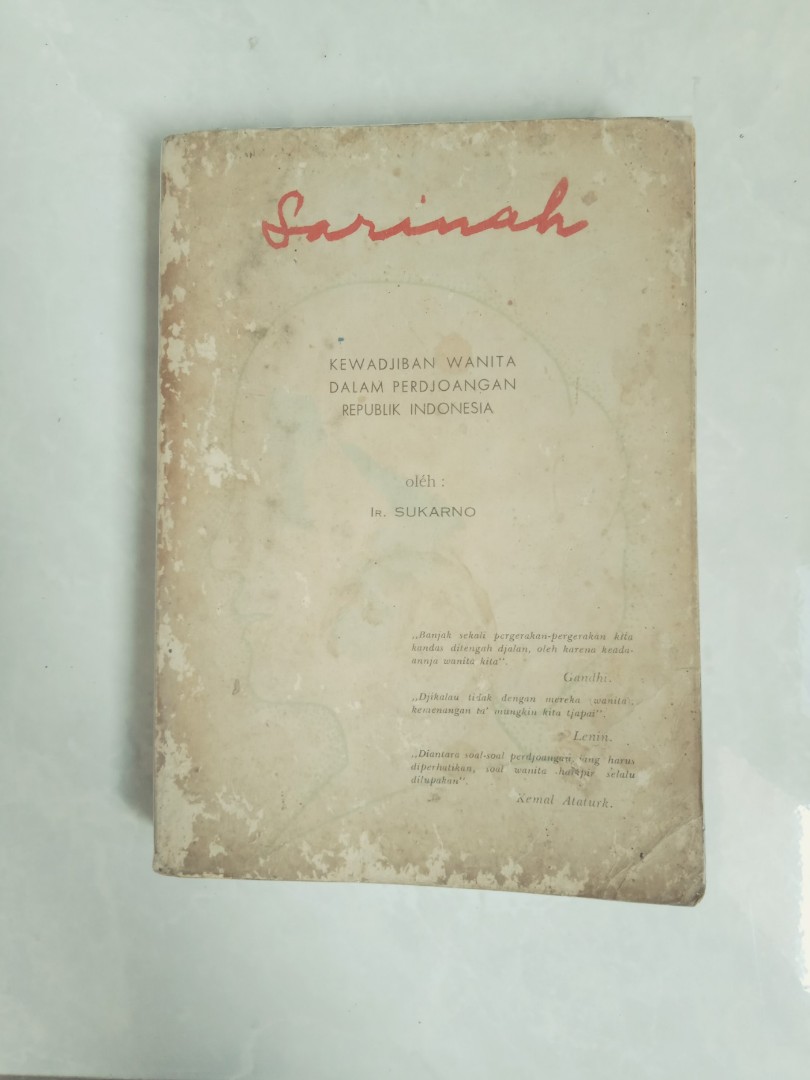 Sarinah
KEWADJIBAN WANITA
DALAM PERDJOANGAN
REPUBLIK INDONESIA
oléh :
Ir. SUKARNO
„Banjak sekali pergerakan-pergerakan kita
kandas ditengah djalan, oleh karena keada-
annja wanita kita".
Gandhi.
„Djikalau tidak dengan mereka (wanita),
kemenangan ta' mungkin kita tjapai".
Lenin.
„Diantara soal-soal perdjoangan jang harus
diperhatikan, soal wanita hampir selalu
dilupakan".
Kemal Ataturk.